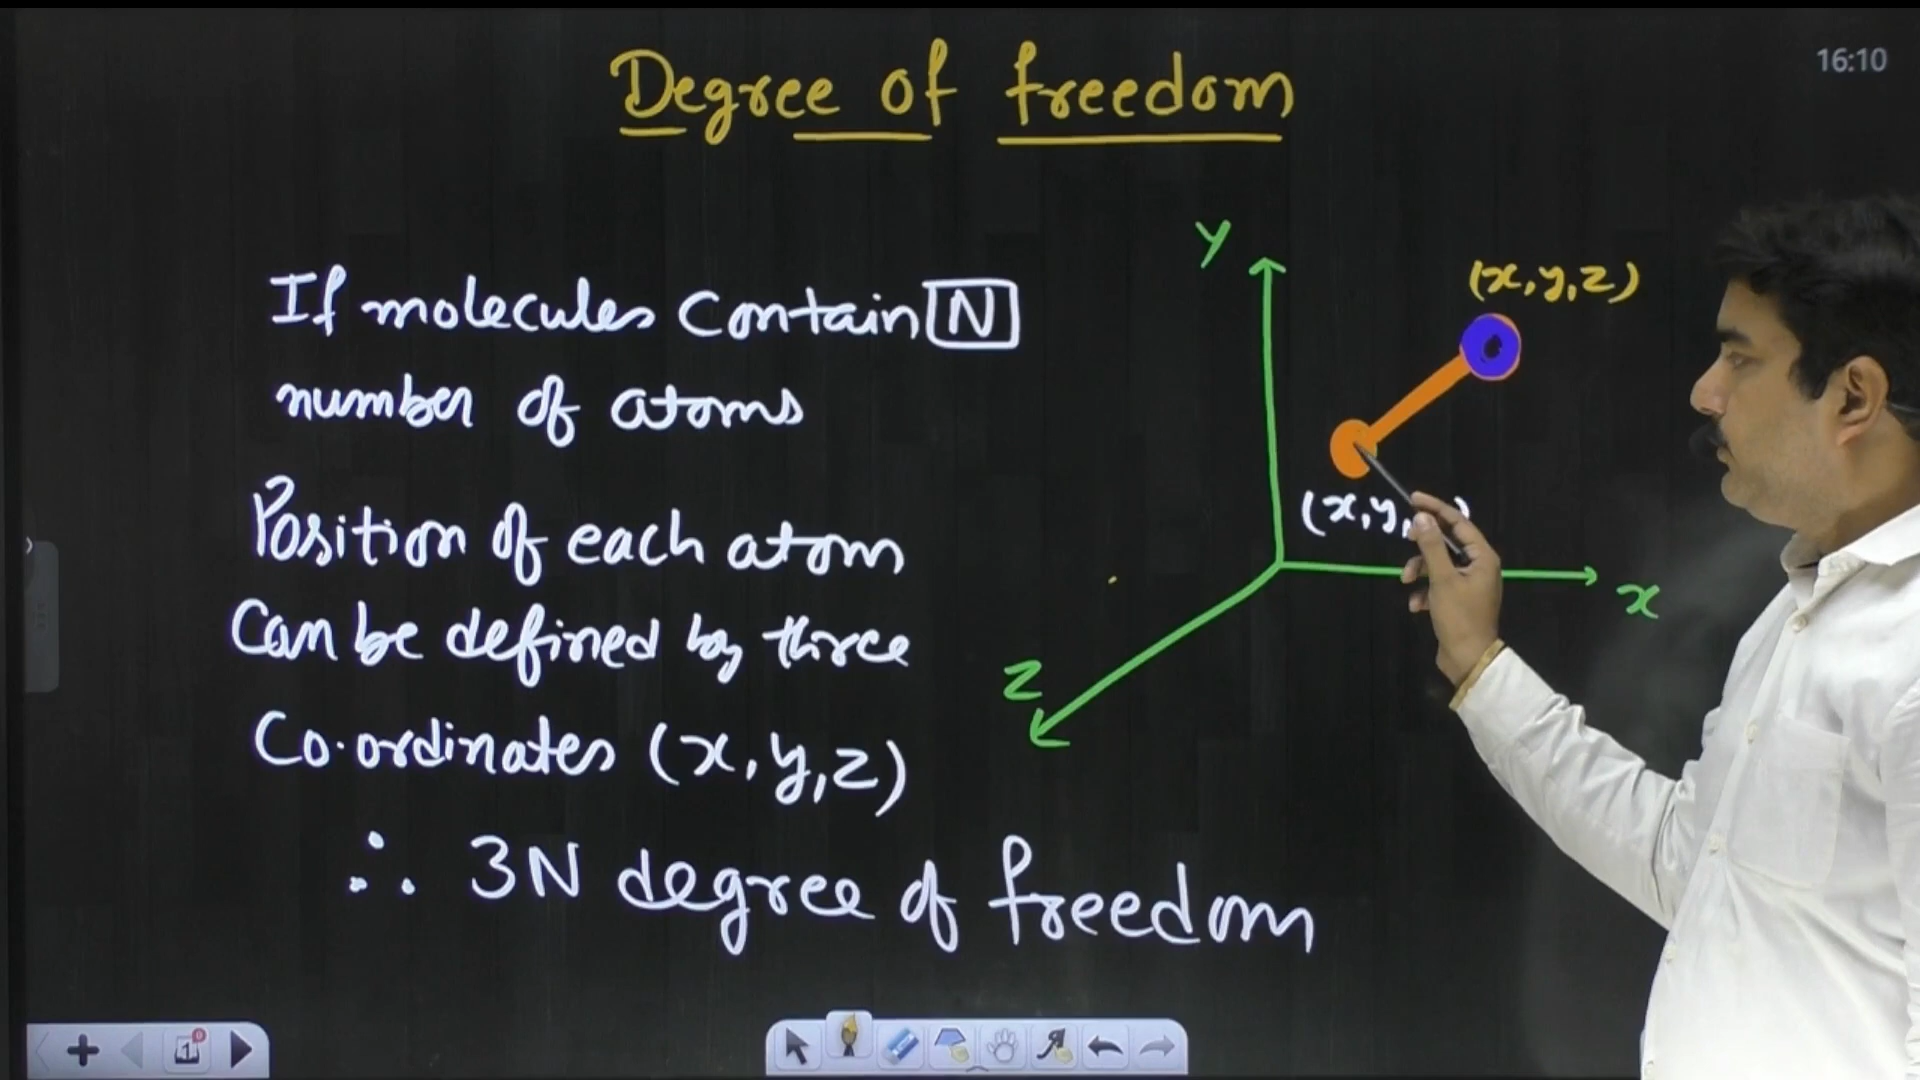 Degree of freedom
16:10
If molecules contain N
number of atoms
Position of each atom
Can be defined by three
Co-ordinates (x, y, z)
∴ 3N degree of freedom
y
(x, y, z)
(x, y,
x
z
1